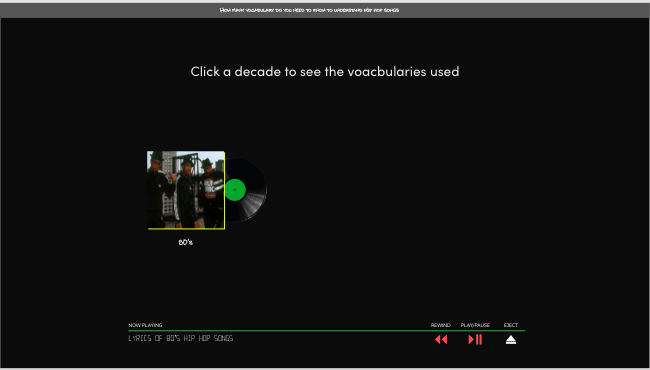 How many vocabulary do you need to know to understand hip hop songs
Click a decade to see the voacbularies used
80's
NOW PLAYING
REWIND PLAY/PAUSE EJECT
LYRICS OF 80'S HIP HOP SONGS